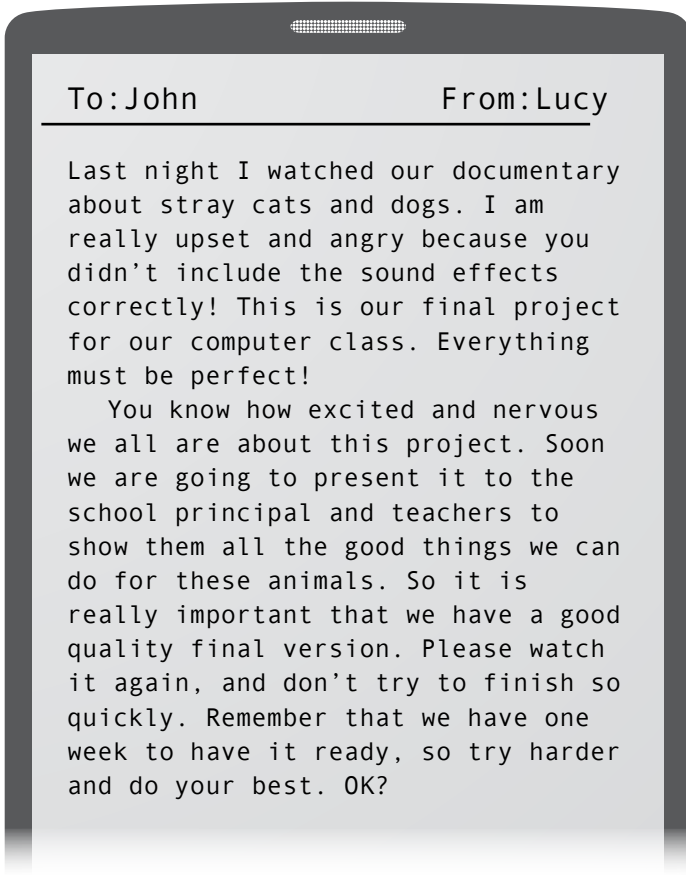 To:John From:Lucy
Last night I watched our documentary
about stray cats and dogs. I am
really upset and angry because you
didn't include the sound effects
correctly! This is our final project
for our computer class. Everything
must be perfect!
You know how excited and nervous
we all are about this project. Soon
we are going to present it to the
school principal and teachers to
show them all the good things we can
do for these animals. So it is
really important that we have a good
quality final version. Please watch
it again, and don't try to finish so
quickly. Remember that we have one
week to have it ready, so try harder
and do your best. OK?